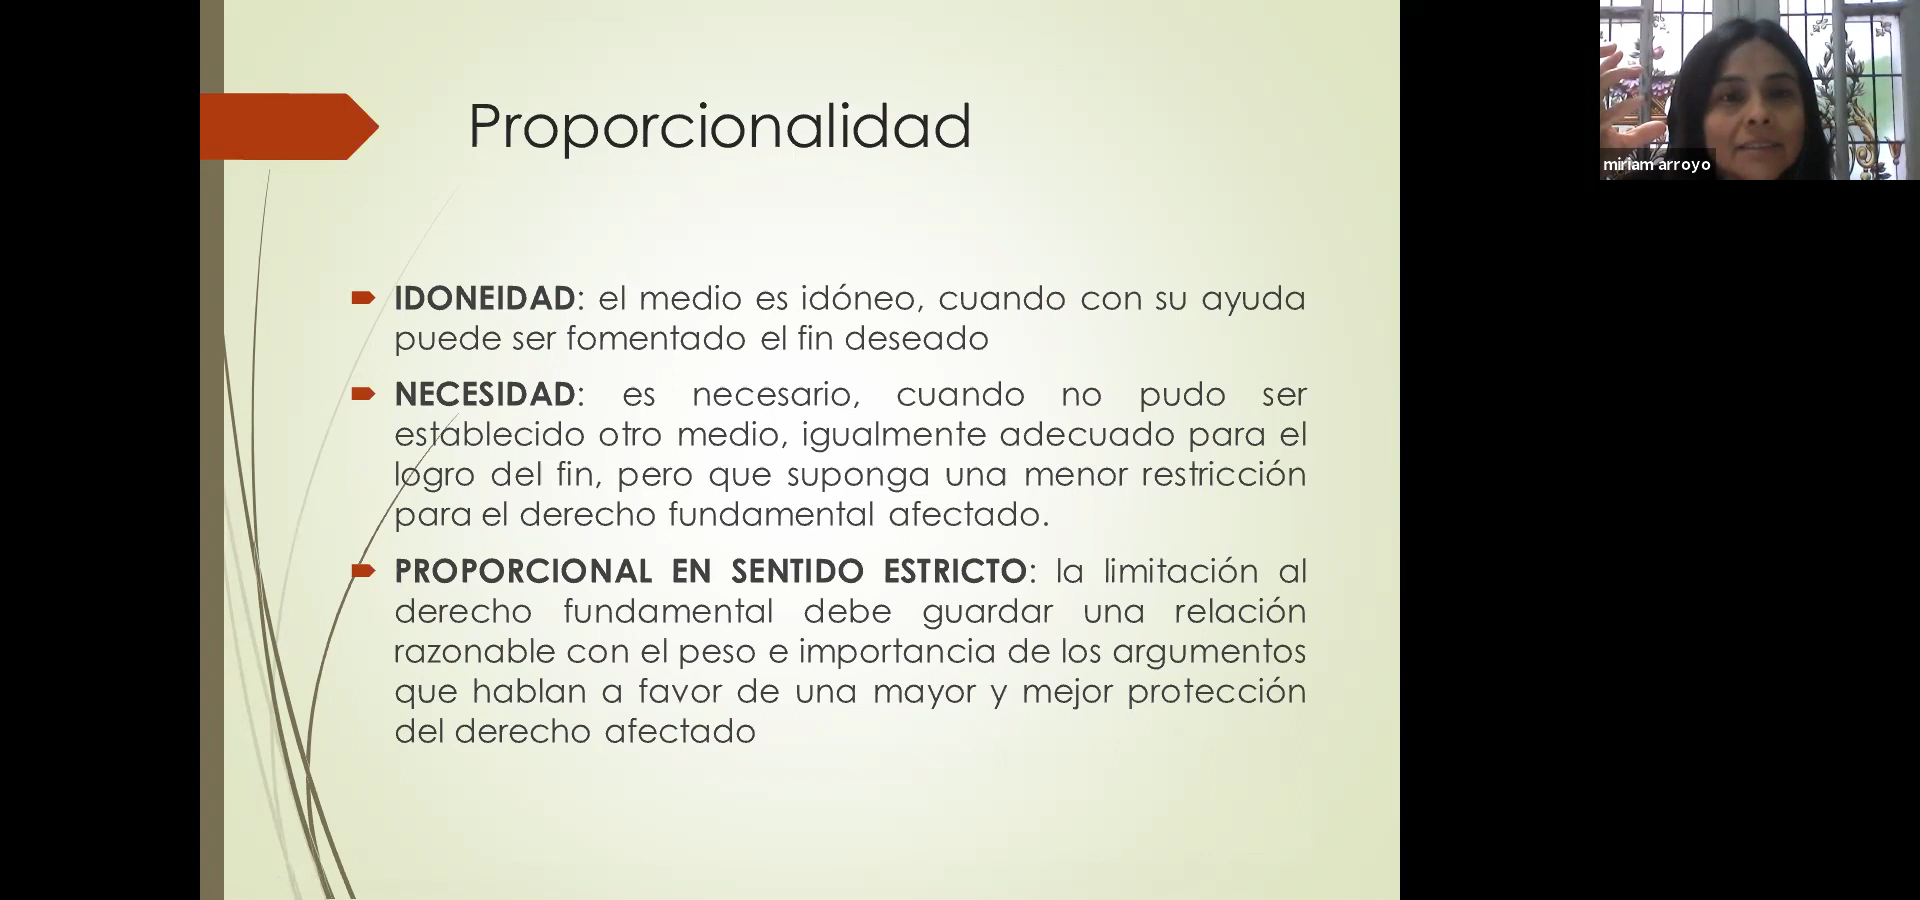 Proporcionalidad
IDONEIDAD: el medio es idóneo, cuando con su ayuda
puede ser fomentado el fin deseado
NECESIDAD: es necesario, cuando no pudo ser
establecido otro medio, igualmente adecuado para el
logro del fin, pero que suponga una menor restricción
para el derecho fundamental afectado.
PROPORCIONAL EN SENTIDO ESTRICTO: la limitación al
derecho fundamental debe guardar una relación
razonable con el peso e importancia de los argumentos
que hablan a favor de una mayor y mejor protección
del derecho afectado
miriam arroyo